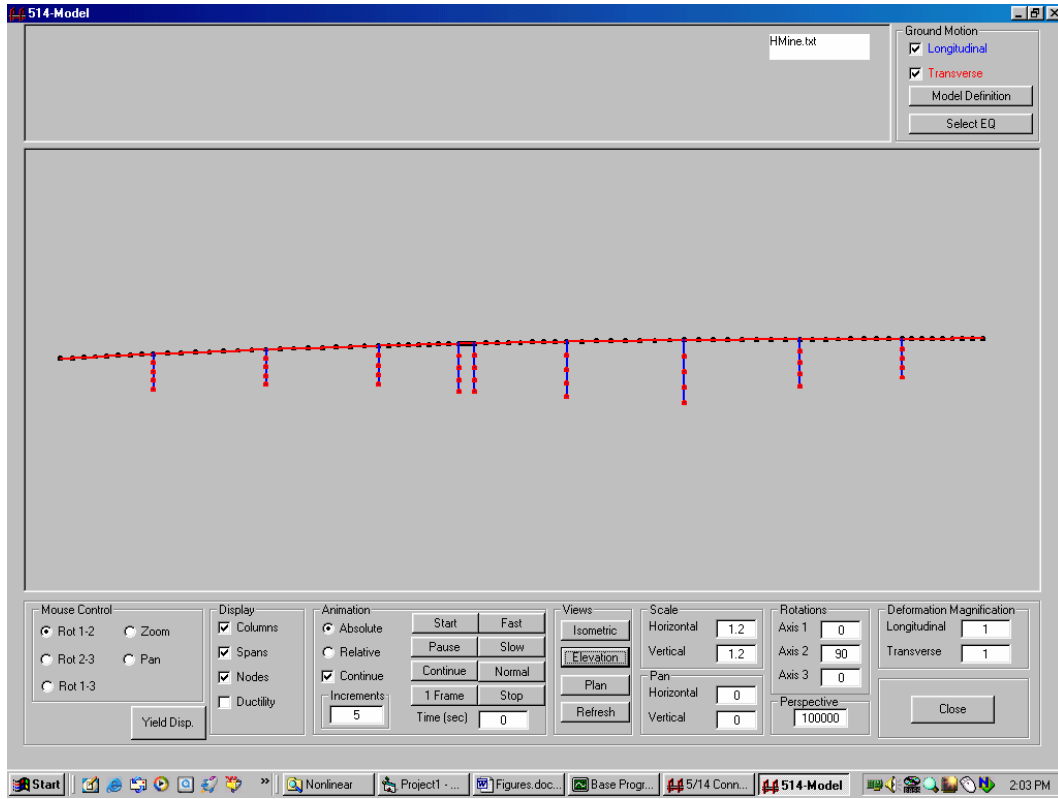 514-Model
HMine.txt
Ground Motion
Longitudinal
Transverse
Model Definition
Select EQ
Mouse Control
Rot 1-2
Zoom
Rot 2-3
Pan
Rot 1-3
Yield Disp.
Display
Columns
Spans
Nodes
Ductility
Animation
Absolute
Relative
Continue
Increments
5
Start
Fast
Pause
Slow
Continue
Normal
1 Frame
Stop
Time (sec)
0
Views
Isometric
Elevation
Plan
Refresh
Scale
Horizontal
1.2
Vertical
1.2
Pan
Horizontal
0
Vertical
0
Rotations
Axis 1
0
Axis 2
90
Axis 3
0
Perspective
100000
Deformation Magnification
Longitudinal
1
Transverse
1
Close
Start
»
Nonlinear
Project1 - ...
Figures.doc...
Base Progr...
5/14 Conn...
514-Model
2:03 PM